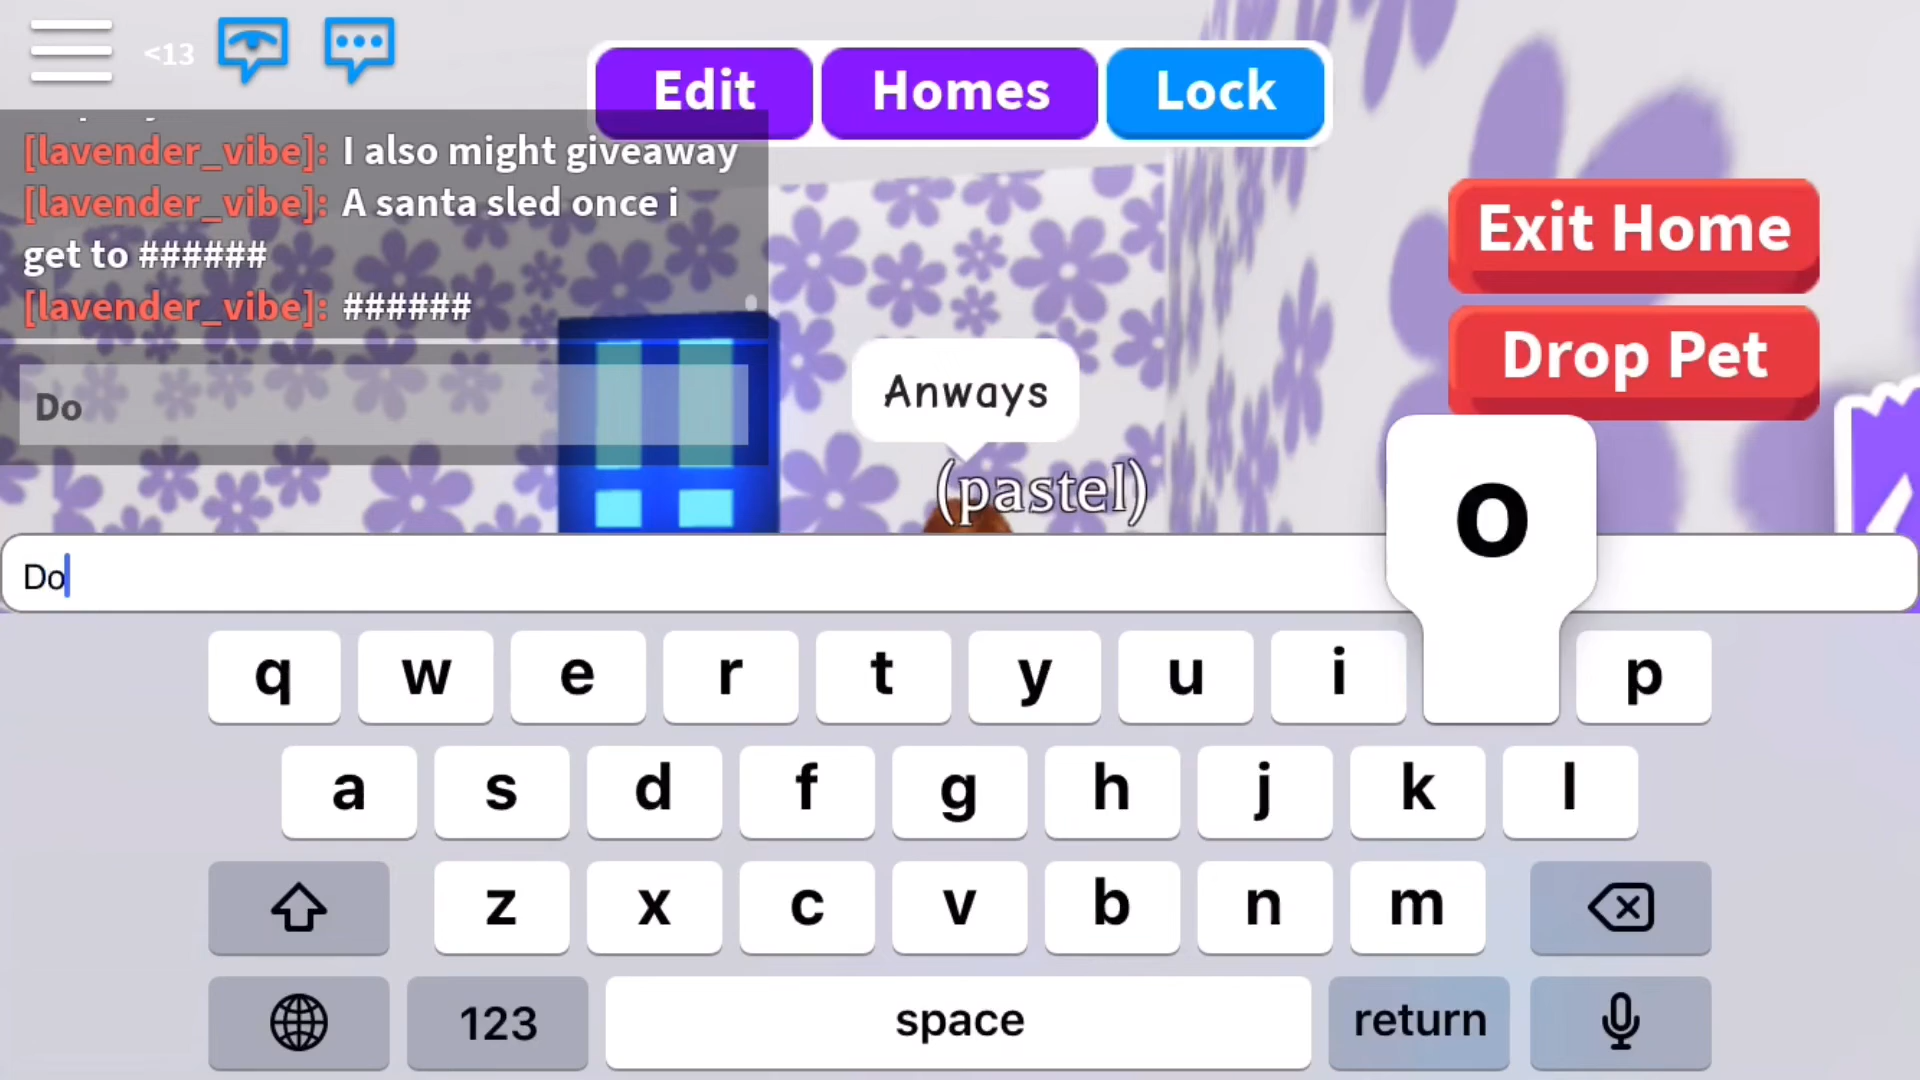 <13
Edit
Homes
Lock
[lavender_vibe]: I also might giveaway
[lavender_vibe]: A santa sled once i
get to ######
[lavender_vibe]: ######
Do
Exit Home
Drop Pet
Anways
(pastel)
Do
o
q w e r t y u i p
a s d f g h j k l
z x c v b n m
123 space return